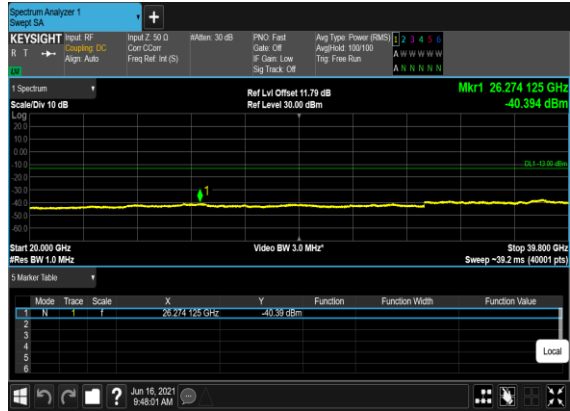 Spectrum Analyzer 1
Swept SA
+
KEYSIGHT
R T
LXI
Input: RF
Coupling: DC
Align: Auto
Input Z: 50 Ω
Corr CCorr
Freq Ref: Int (S)
#Atten: 30 dB
PNO: Fast
Gate: Off
IF Gain: Low
Sig Track: Off
Avg Type: Power (RMS)
Avg|Hold: 100/100
Trig: Free Run
1 2 3 4 5 6
A W W W W W
A N N N N N
1 Spectrum
Scale/Div 10 dB
Ref Lvl Offset 11.79 dB
Ref Level 30.00 dBm
Mkr1 26.274 125 GHz
-40.394 dBm
Log
20.0
10.0
0.00
-10.0
-20.0
-30.0
-40.0
-50.0
-60.0
DL1 -13.00 dBm
1
Start 20.000 GHz
#Res BW 1.0 MHz
Video BW 3.0 MHz*
Stop 39.800 GHz
Sweep ~39.2 ms (40001 pts)
5 Marker Table
Mode Trace Scale X Y Function Function Width Function Value
1 N 1 f 26.274 125 GHz -40.39 dBm
2
3
4
5
6
Local
?
Jun 16, 2021
9:48:01 AM